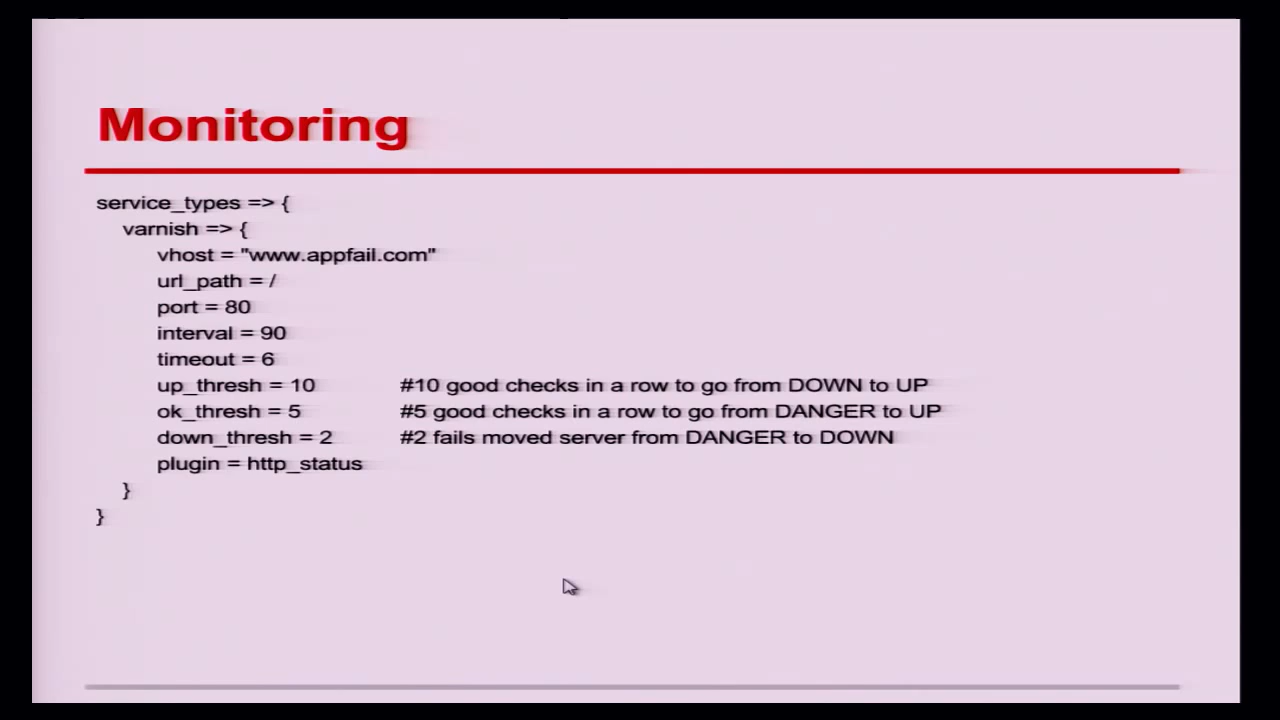 Monitoring
service_types => {
varnish => {
vhost = "www.appfail.com"
url_path = /
port = 80
interval = 90
timeout = 6
up_thresh = 10 #10 good checks in a row to go from DOWN to UP
ok_thresh = 5 #5 good checks in a row to go from DANGER to UP
down_thresh = 2 #2 fails moved server from DANGER to DOWN
plugin = http_status
}
}